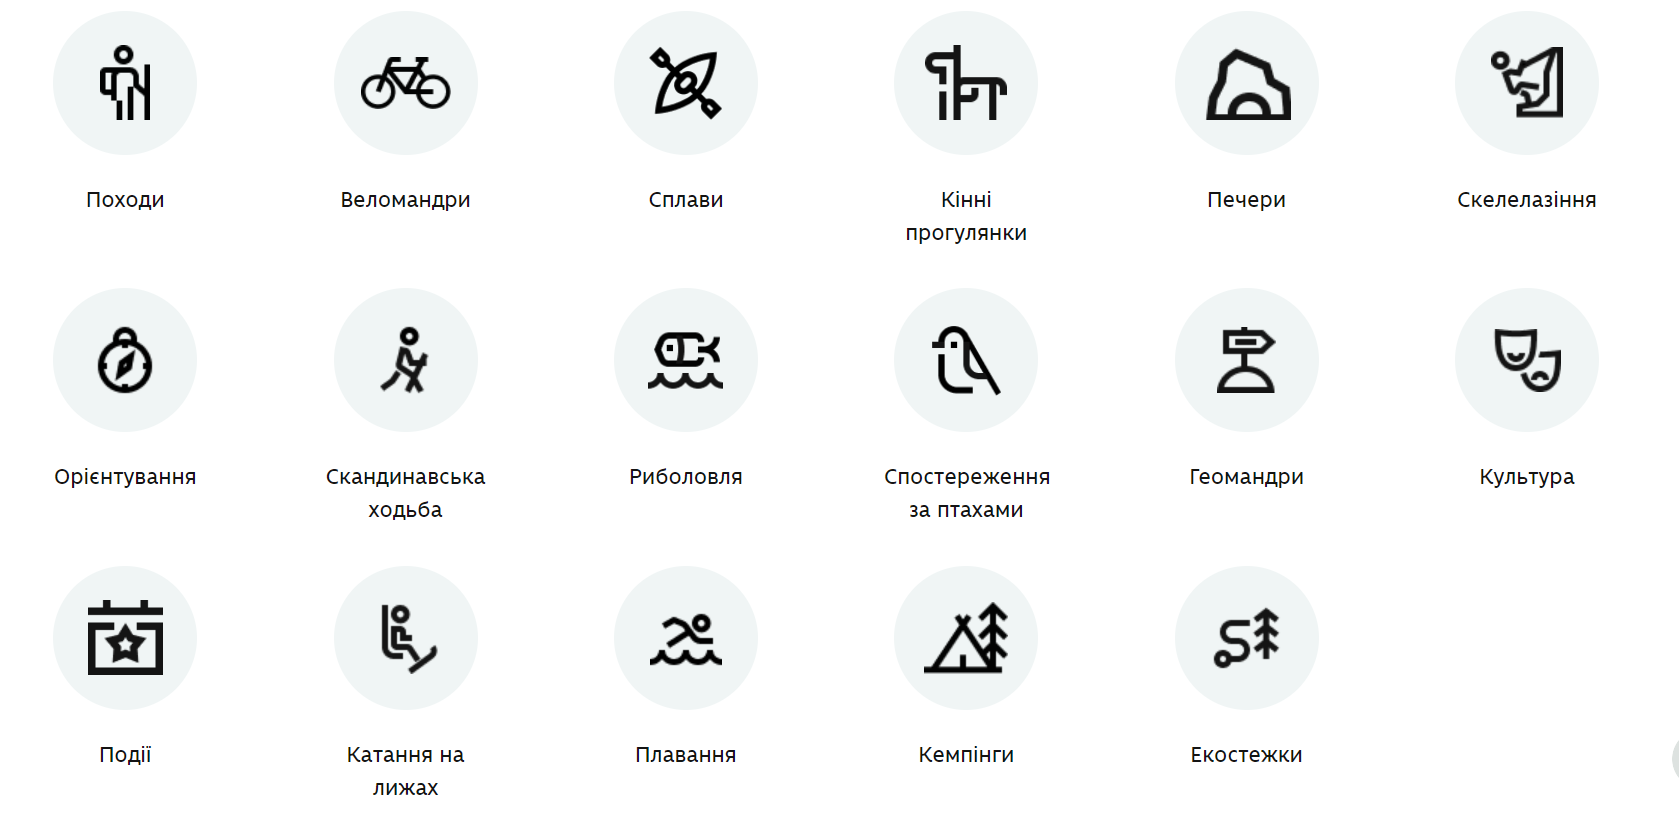 Походи
Веломандри
Сплави
Кінні
прогулянки
Печери
Скелелазіння
Орієнтування
Скандинавська
ходьба
Риболовля
Спостереження
за птахами
Геомандри
Культура
Події
Катання на
лижах
Плавання
Кемпінги
Екостежки